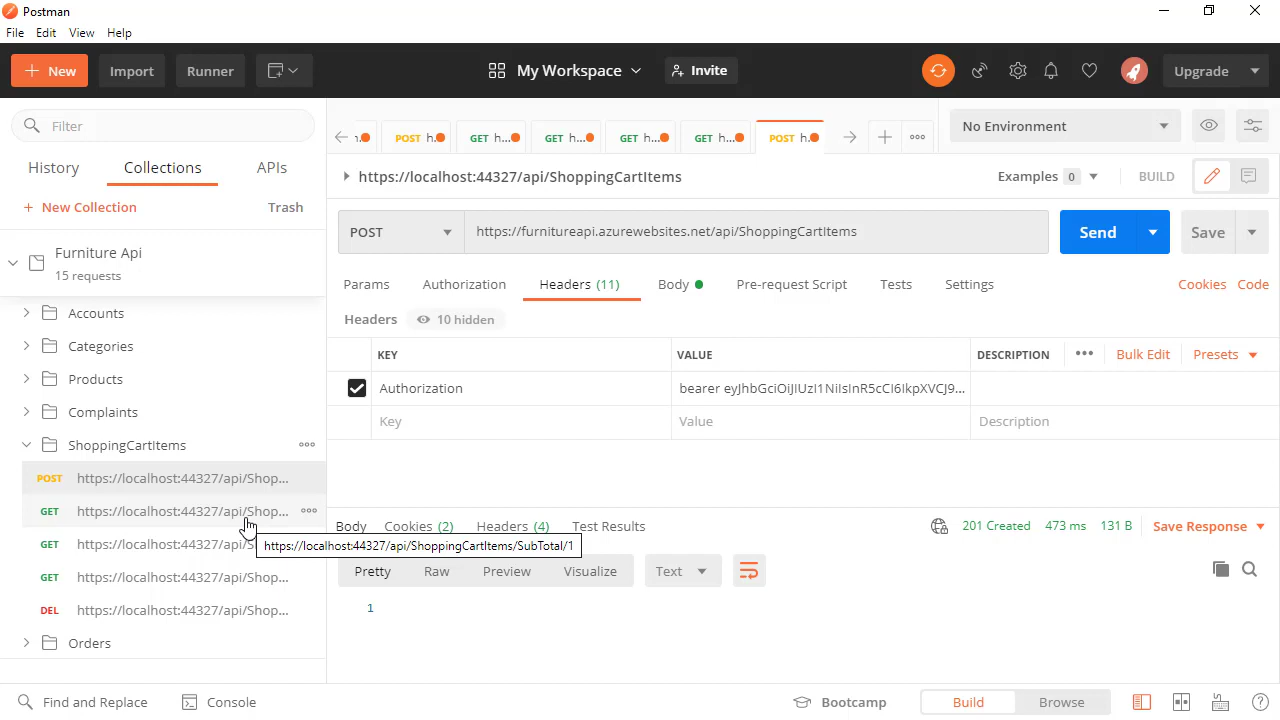 Postman
File Edit View Help
New Import Runner My Workspace Invite Upgrade
Filter
History Collections APIs
New Collection Trash
Furniture Api
15 requests
Accounts
Categories
Products
Complaints
ShoppingCartItems
POST https://localhost:44327/api/Shop...
GET https://localhost:44327/api/Shop...
GET https://localhost:44327/api/S
GET https://localhost:44327/api/Shop...
DEL https://localhost:44327/api/Shop...
Orders
https://localhost:44327/api/ShoppingCartItems/SubTotal/1
POST h... GET h... GET h... GET h... GET h... POST h...
No Environment
https://localhost:44327/api/ShoppingCartItems
Examples 0 BUILD
POST https://furnitureapi.azurewebsites.net/api/ShoppingCartItems Send Save
Params Authorization Headers (11) Body Pre-request Script Tests Settings Cookies Code
Headers 10 hidden
KEY VALUE DESCRIPTION Bulk Edit Presets
Authorization bearer eyJhbGciOiJIUzI1NiIsInR5cCI6IkpXVCJ9...
Key Value Description
Body Cookies (2) Headers (4) Test Results 201 Created 473 ms 131 B Save Response
Pretty Raw Preview Visualize Text
1
Find and Replace Console Bootcamp Build Browse